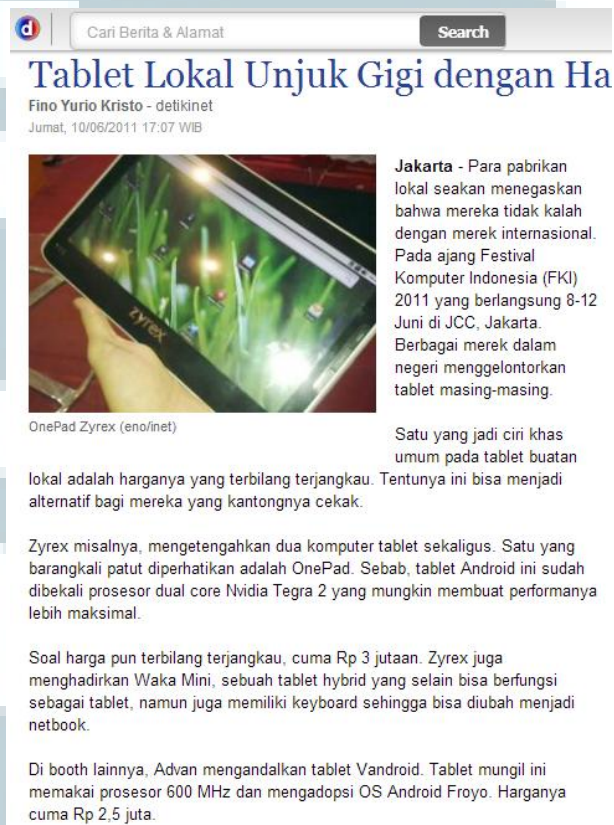 d
Cari Berita & Alamat
Search
Tablet Lokal Unjuk Gigi dengan Ha
Fino Yurio Kristo - detikinet
Jumat, 10/06/2011 17:07 WIB
zyrex
OnePad Zyrex (eno/inet)
Jakarta - Para pabrikan
lokal seakan menegaskan
bahwa mereka tidak kalah
dengan merek internasional.
Pada ajang Festival
Komputer Indonesia (FKI)
2011 yang berlangsung 8-12
Juni di JCC, Jakarta.
Berbagai merek dalam
negeri menggelontorkan
tablet masing-masing.
Satu yang jadi ciri khas
umum pada tablet buatan
lokal adalah harganya yang terbilang terjangkau. Tentunya ini bisa menjadi
alternatif bagi mereka yang kantongnya cekak.
Zyrex misalnya, mengetengahkan dua komputer tablet sekaligus. Satu yang
barangkali patut diperhatikan adalah OnePad. Sebab, tablet Android ini sudah
dibekali prosesor dual core Nvidia Tegra 2 yang mungkin membuat performanya
lebih maksimal.
Soal harga pun terbilang terjangkau, cuma Rp 3 jutaan. Zyrex juga
menghadirkan Waka Mini, sebuah tablet hybrid yang selain bisa berfungsi
sebagai tablet, namun juga memiliki keyboard sehingga bisa diubah menjadi
netbook.
Di booth lainnya, Advan mengandalkan tablet Vandroid. Tablet mungil ini
memakai prosesor 600 MHz dan mengadopsi OS Android Froyo. Harganya
cuma Rp 2,5 juta.